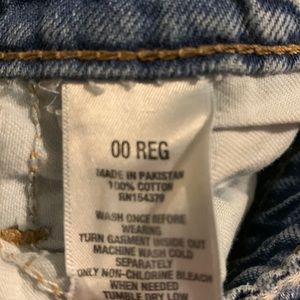 00 REG
MADE IN PAKISTAN
100% COTTON
RN154379
WASH ONCE BEFORE
WEARING
TURN GARMENT INSIDE OUT
MACHINE WASH COLD
SEPARATELY
ONLY NON-CHLORINE BLEACH
WHEN NEEDED
TUMBLE DRY LOW